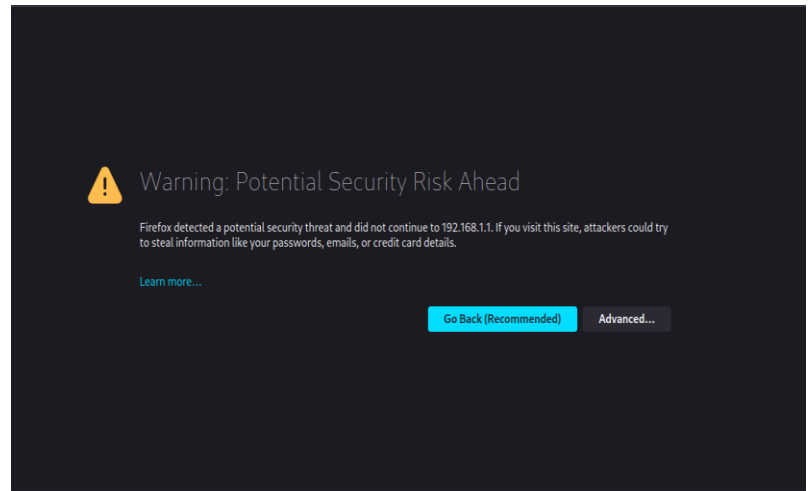 Warning: Potential Security Risk Ahead
Firefox detected a potential security threat and did not continue to 192.168.1.1. If you visit this site, attackers could try
to steal information like your passwords, emails, or credit card details.
Learn more...
Go Back (Recommended) Advanced...